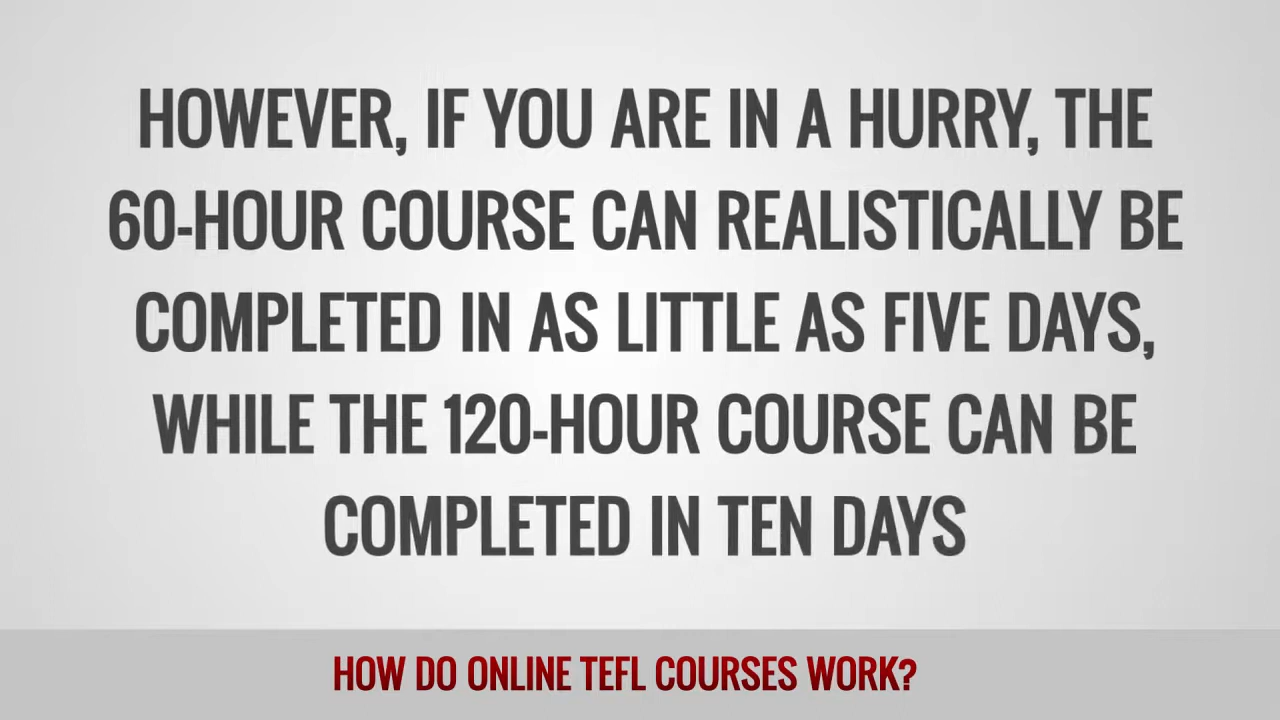 HOWEVER, IF YOU ARE IN A HURRY, THE
60-HOUR COURSE CAN REALISTICALLY BE
COMPLETED IN AS LITTLE AS FIVE DAYS,
WHILE THE 120-HOUR COURSE CAN BE
COMPLETED IN TEN DAYS
HOW DO ONLINE TEFL COURSES WORK?